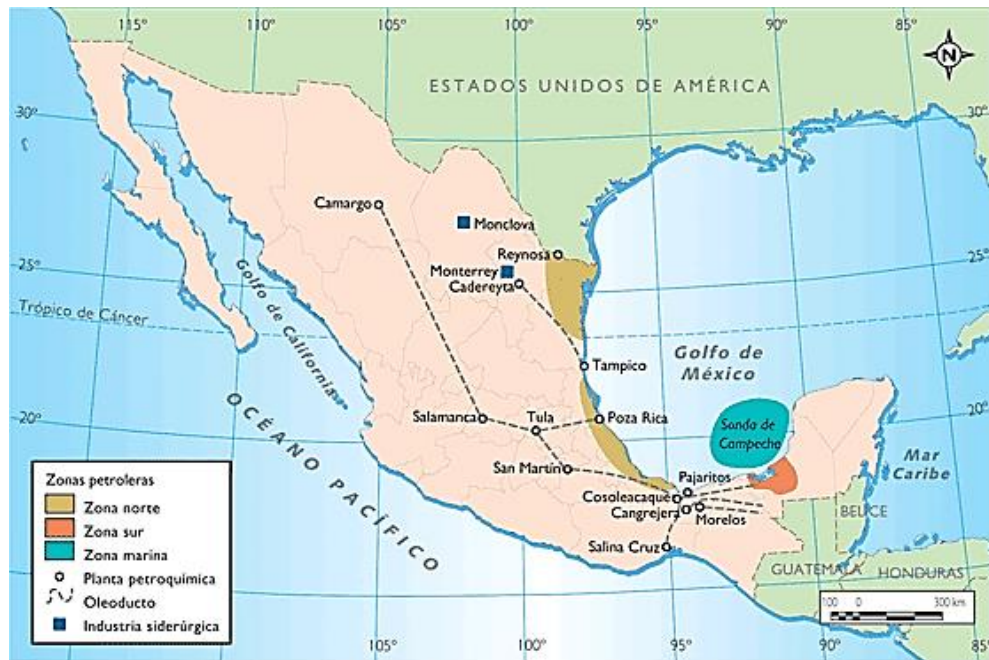 115°
110°
105°
100°
95°
90°
85°
N
ESTADOS UNIDOS DE AMÉRICA
30°
30°
Camargo
Monclova
Reynosa
Monterrey
Cadereyta
25°
25°
Golfo de California
Trópico de Cáncer
Tampico
Golfo de
México
20°
20°
Salamanca
Tula
Poza Rica
Sonda de
Campeche
OCÉANO PACÍFICO
San Martín
Pajaritos
Mar
Caribe
Cosoleacaque
Cangrejera
Morelos
BELICE
Salina Cruz
GUATEMALA
HONDURAS
Zonas petroleras
Zona norte
Zona sur
Zona marina
Planta petroquímica
Oleoducto
Industria siderúrgica
100 0 300 km
110°
105°
100°
95°
90°
85°